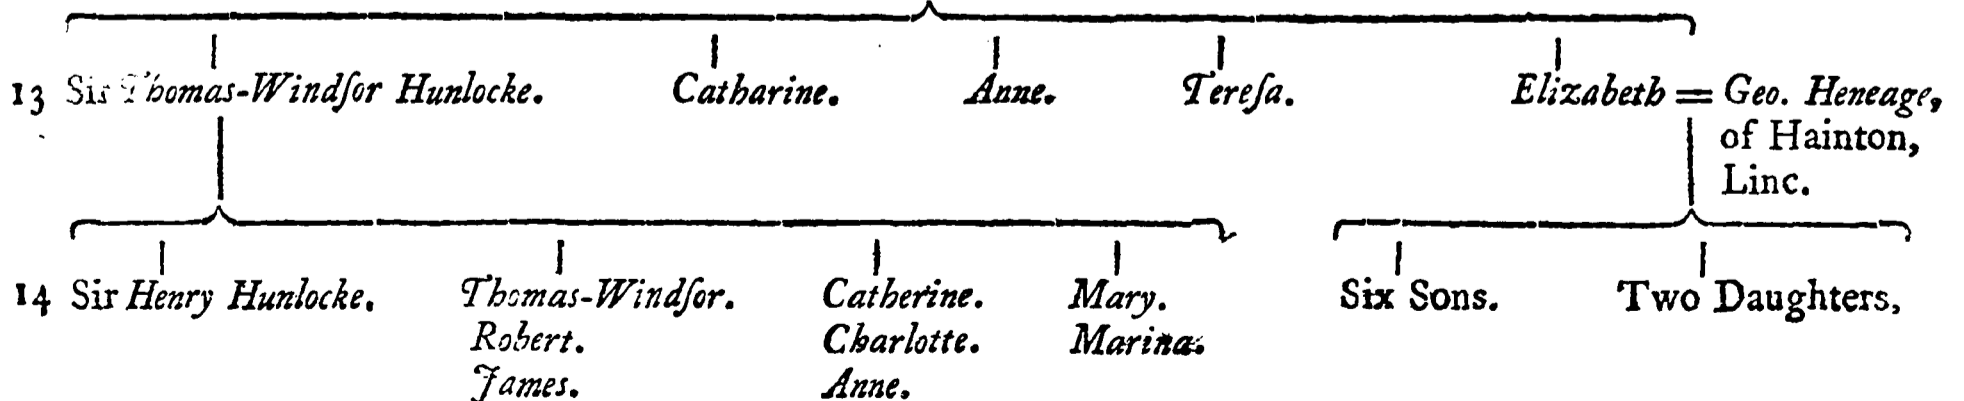 13 Sir Thomas-Windſor Hunlocke. Catharine. Anne. Tereſa. Elizabeth = Geo. Heneage,
of Hainton,
Linc.
14 Sir Henry Hunlocke. Thomas-Windſor. Catherine. Mary. Six Sons. Two Daughters,
Robert. Charlotte. Marina.
James. Anne.